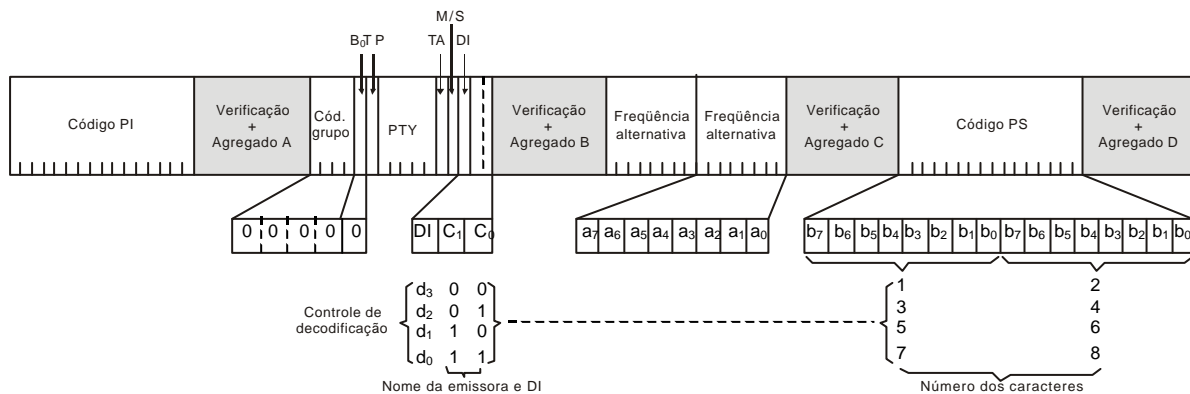 M/S
B₀ T P TA DI
Código PI
Verificação + Agregado A
Cód. grupo
PTY
Verificação + Agregado B
Freqüência alternativa
Freqüência alternativa
Verificação + Agregado C
Código PS
Verificação + Agregado D
0 0 0 0 0
DI C₁ C₀
a₇ a₆ a₅ a₄ a₃ a₂ a₁ a₀
b₇ b₆ b₅ b₄ b₃ b₂ b₁ b₀ b₇ b₆ b₅ b₄ b₃ b₂ b₁ b₀
Controle de decodificação
d₃ 0 0
d₂ 0 1
d₁ 1 0
d₀ 1 1
1 2
3 4
5 6
7 8
Nome da emissora e DI
Número dos caracteres